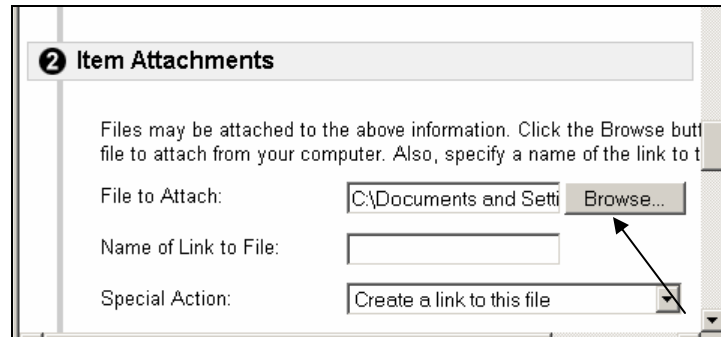 2 Item Attachments
Files may be attached to the above information. Click the Browse butt
file to attach from your computer. Also, specify a name of the link to t
File to Attach: C:\Documents and Setti Browse...
Name of Link to File:
Special Action: Create a link to this file